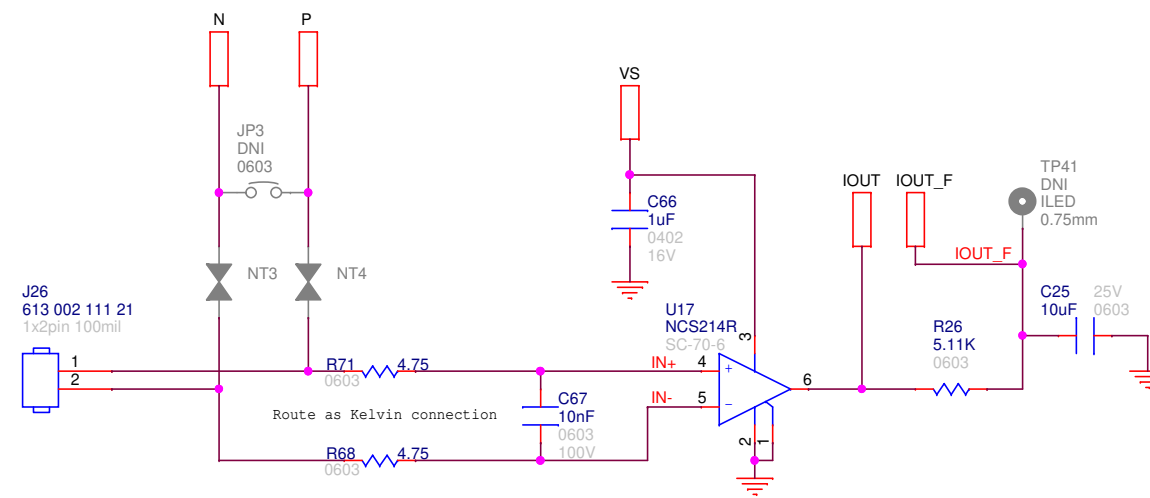 N
P
VS
JP3
DNI
0603
TP41
DNI
ILED
0.75mm
IOUT
IOUT_F
C66
1uF
0402
16V
IOUT_F
NT3
NT4
J26
613 002 111 21
1x2pin 100mil
C25
10uF
25V
0603
U17
NCS214R
SC-70-6
R26
5.11K
0603
3
1
2
R71
4.75
0603
IN+
4
+
6
IN-
5
−
C67
10nF
0603
100V
Route as Kelvin connection
2
1
R68
4.75
0603